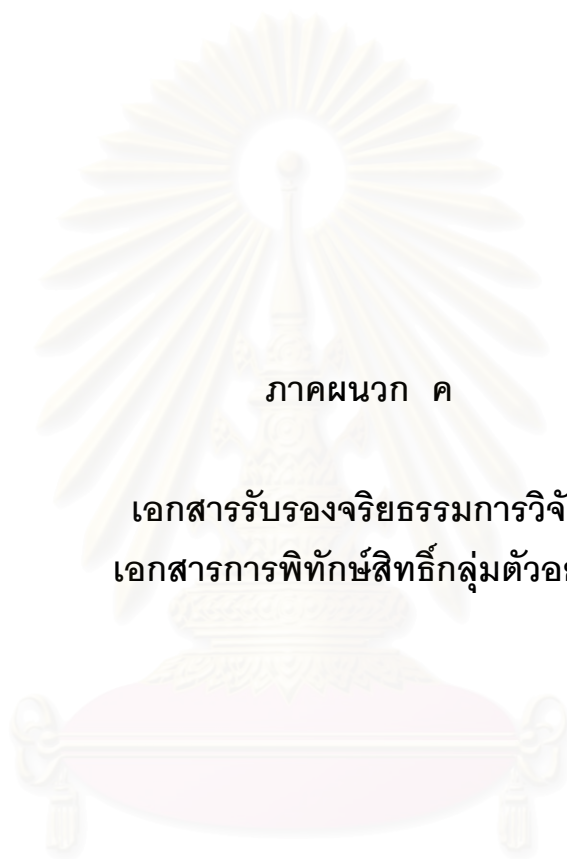 ภาคผนวก ค
เอกสารรับรองจริยธรรมการวิจั
เอกสารการพิทักษ์สิทธิ์กลุ่มตัวอ